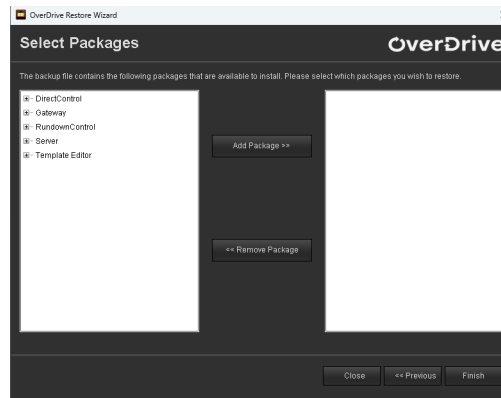 OverDrive Restore Wizard
Select Packages
OverDrive
The backup file contains the following packages that are available to install. Please select which packages you wish to restore.
DirectControl
Gateway
RundownControl
Server
Template Editor
Add Package >>
<< Remove Package
Close
<< Previous
Finish